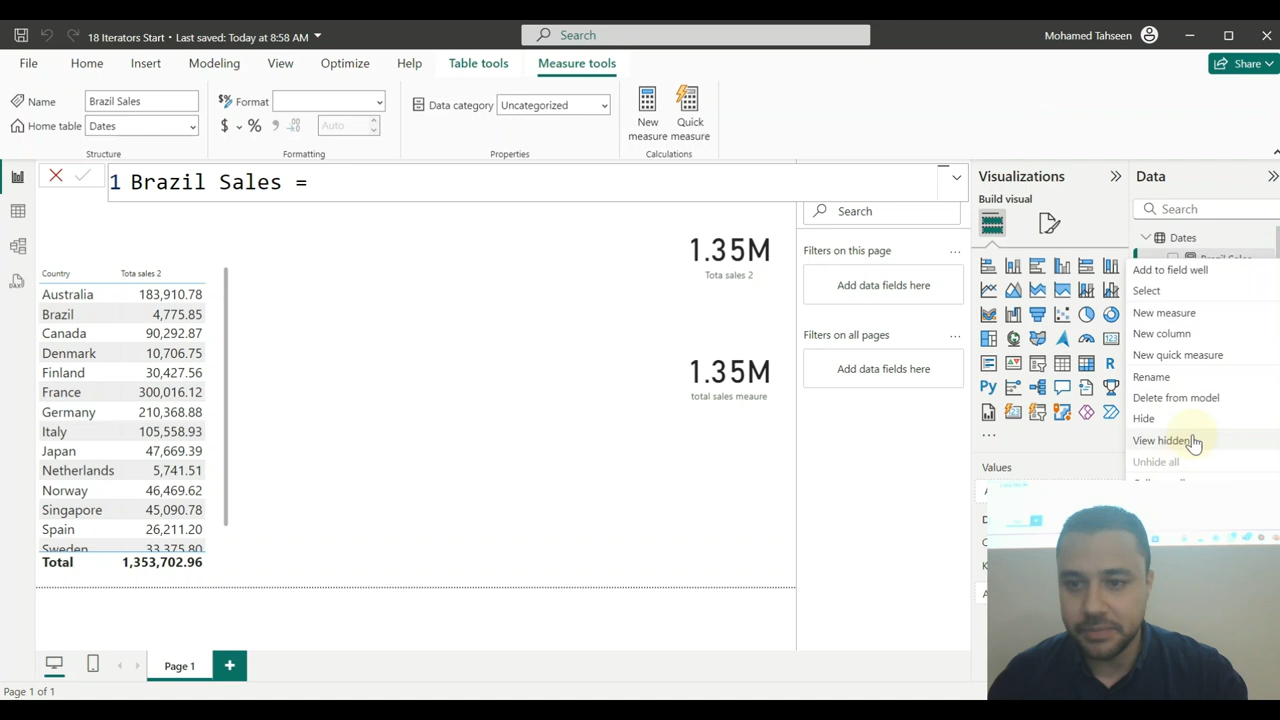 18 Iterators Start • Last saved: Today at 8:58 AM
Search
Mohamed Tahseen
File
Home
Insert
Modeling
View
Optimize
Help
Table tools
Measure tools
Share
Name
Brazil Sales
Home table
Dates
Structure
Format
$
%
Auto
Formatting
Data category
Uncategorized
Properties
New measure
Quick measure
Calculations
1 Brazil Sales =
Search
Filters on this page
...
Add data fields here
Filters on all pages
...
Add data fields here
Visualizations
Build visual
R
Py
...
Values
Data
Search
Dates
Brazil Sales
Add to field well
Select
New measure
New column
New quick measure
Rename
Delete from model
Hide
View hidden
Unhide all
Country Tota sales 2
Australia 183,910.78
Brazil 4,775.85
Canada 90,292.87
Denmark 10,706.75
Finland 30,427.56
France 300,016.12
Germany 210,368.88
Italy 105,558.93
Japan 47,669.39
Netherlands 5,741.51
Norway 46,469.62
Singapore 45,090.78
Spain 26,211.20
Sweden 33,375.80
Total 1,353,702.96
1.35M
Tota sales 2
1.35M
total sales meaure
Page 1
Page 1 of 1